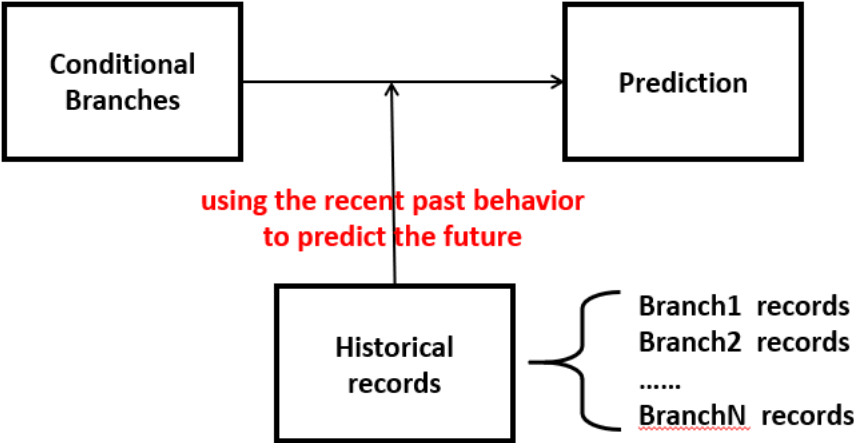 Conditional
Branches
Prediction
using the recent past behavior
to predict the future
Historical
records
Branch1 records
Branch2 records
......
BranchN records